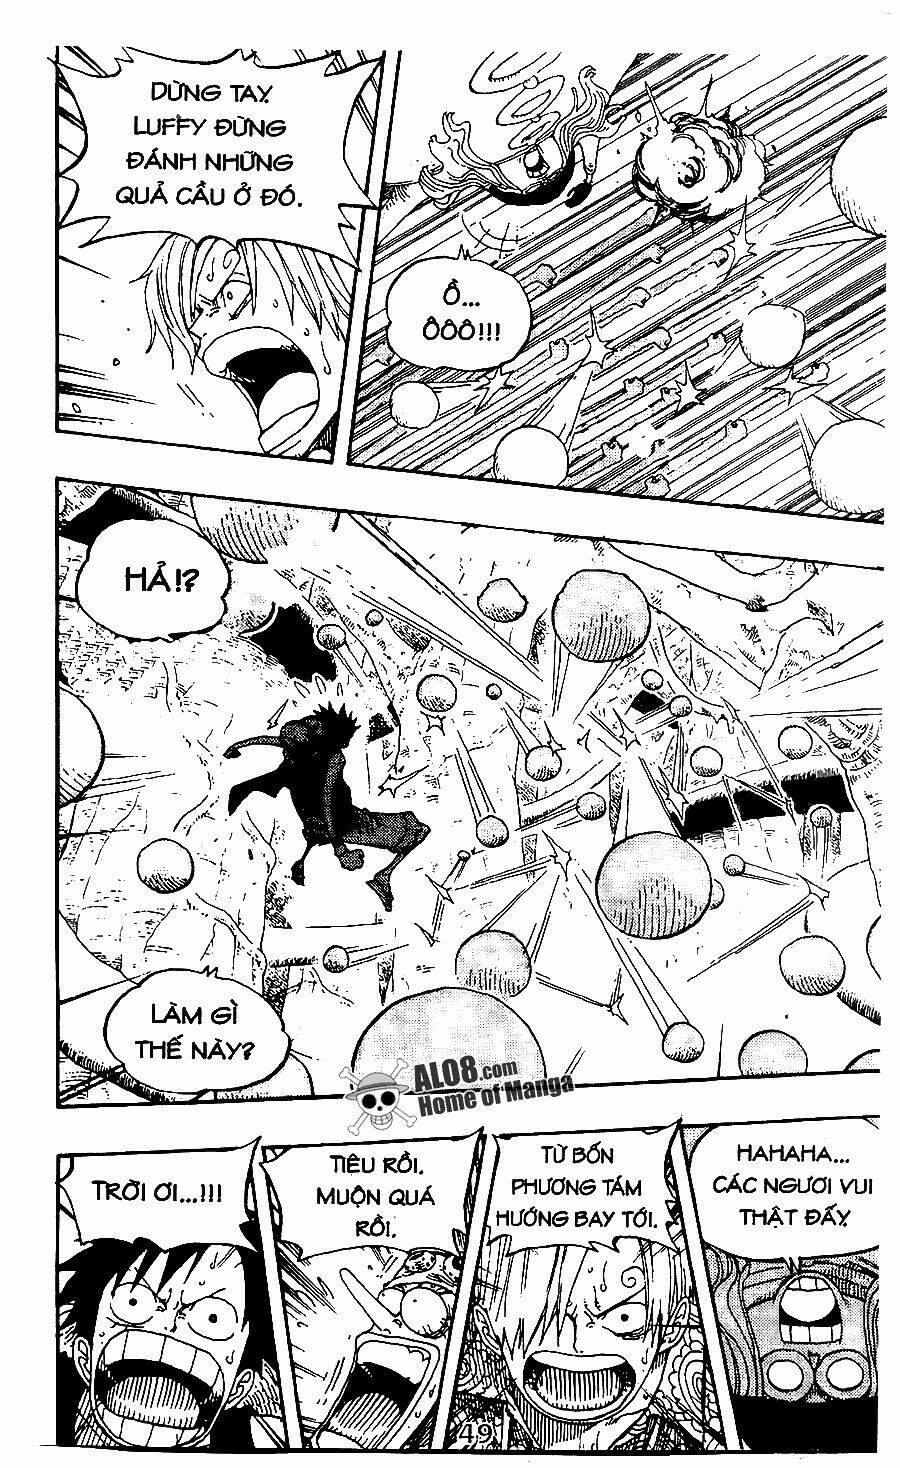 DỪNG TAY.
LUFFY ĐỪNG
ĐÁNH NHỮNG
QUẢ CẦU Ở ĐÓ.
Ồ...
ÔÔÔ!!!
HẢ!?
LÀM GÌ
THẾ NÀY?
AL08.com
Home of Manga
TRỜI ƠI...!!!
TIÊU RỒI.
MUỘN QUÁ
RỒI.
TỪ BỐN
PHƯƠNG TÁM
HƯỚNG BAY TỚI.
HAHAHA...
CÁC NGƯƠI VUI
THẬT ĐẤY.
49